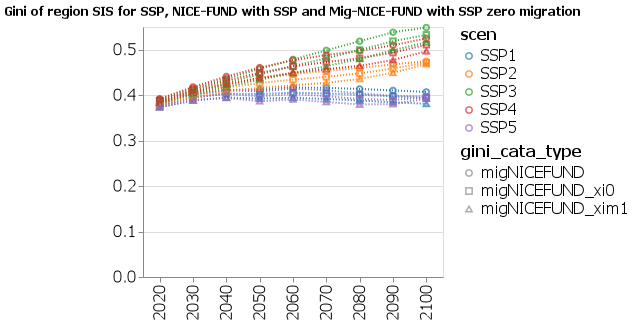 Gini of region SIS for SSP, NICE-FUND with SSP and Mig-NICE-FUND with SSP zero migration
0.5
0.4
0.3
0.2
0.1
0.0
2020
2030
2040
2050
2060
2070
2080
2090
2100
scen
SSP1
SSP2
SSP3
SSP4
SSP5
gini_cata_type
migNICEFUND
migNICEFUND_xi0
migNICEFUND_xim1